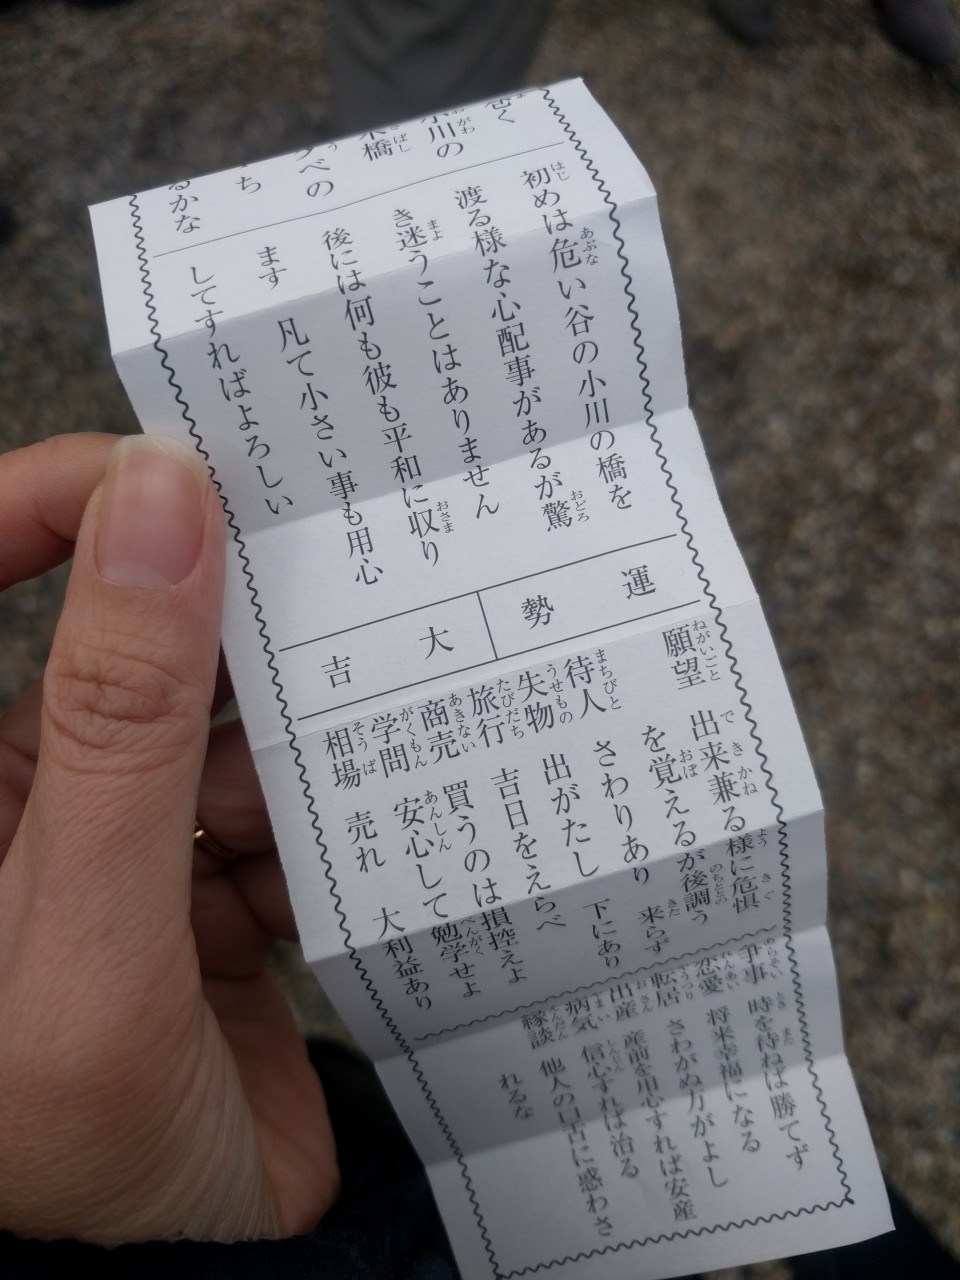 小川の
橋
べの
ち
るかな
初めは危い谷の小川の橋を
渡る様な心配事があるが驚
き迷うことはありません
後には何も彼も平和に収り
ます 凡て小さい事も用心
してすればよろしい
運勢 大吉
願望 出来兼る様に危惧
を覚えるが後調う
待人 さわりあり 来らず
失物 出がたし 下にあり
旅行 吉日をえらべ
商売 買うのは損控えよ
学問 安心して勉学せよ
相場 売れ 大利益あり
争事 時を待ねば勝てず
恋愛 将来幸福になる
転居 さわがぬ方がよし
出産 産前を用心すれば安産
病気 信心すれば治る
縁談 他人の口舌に惑わさ
れるな